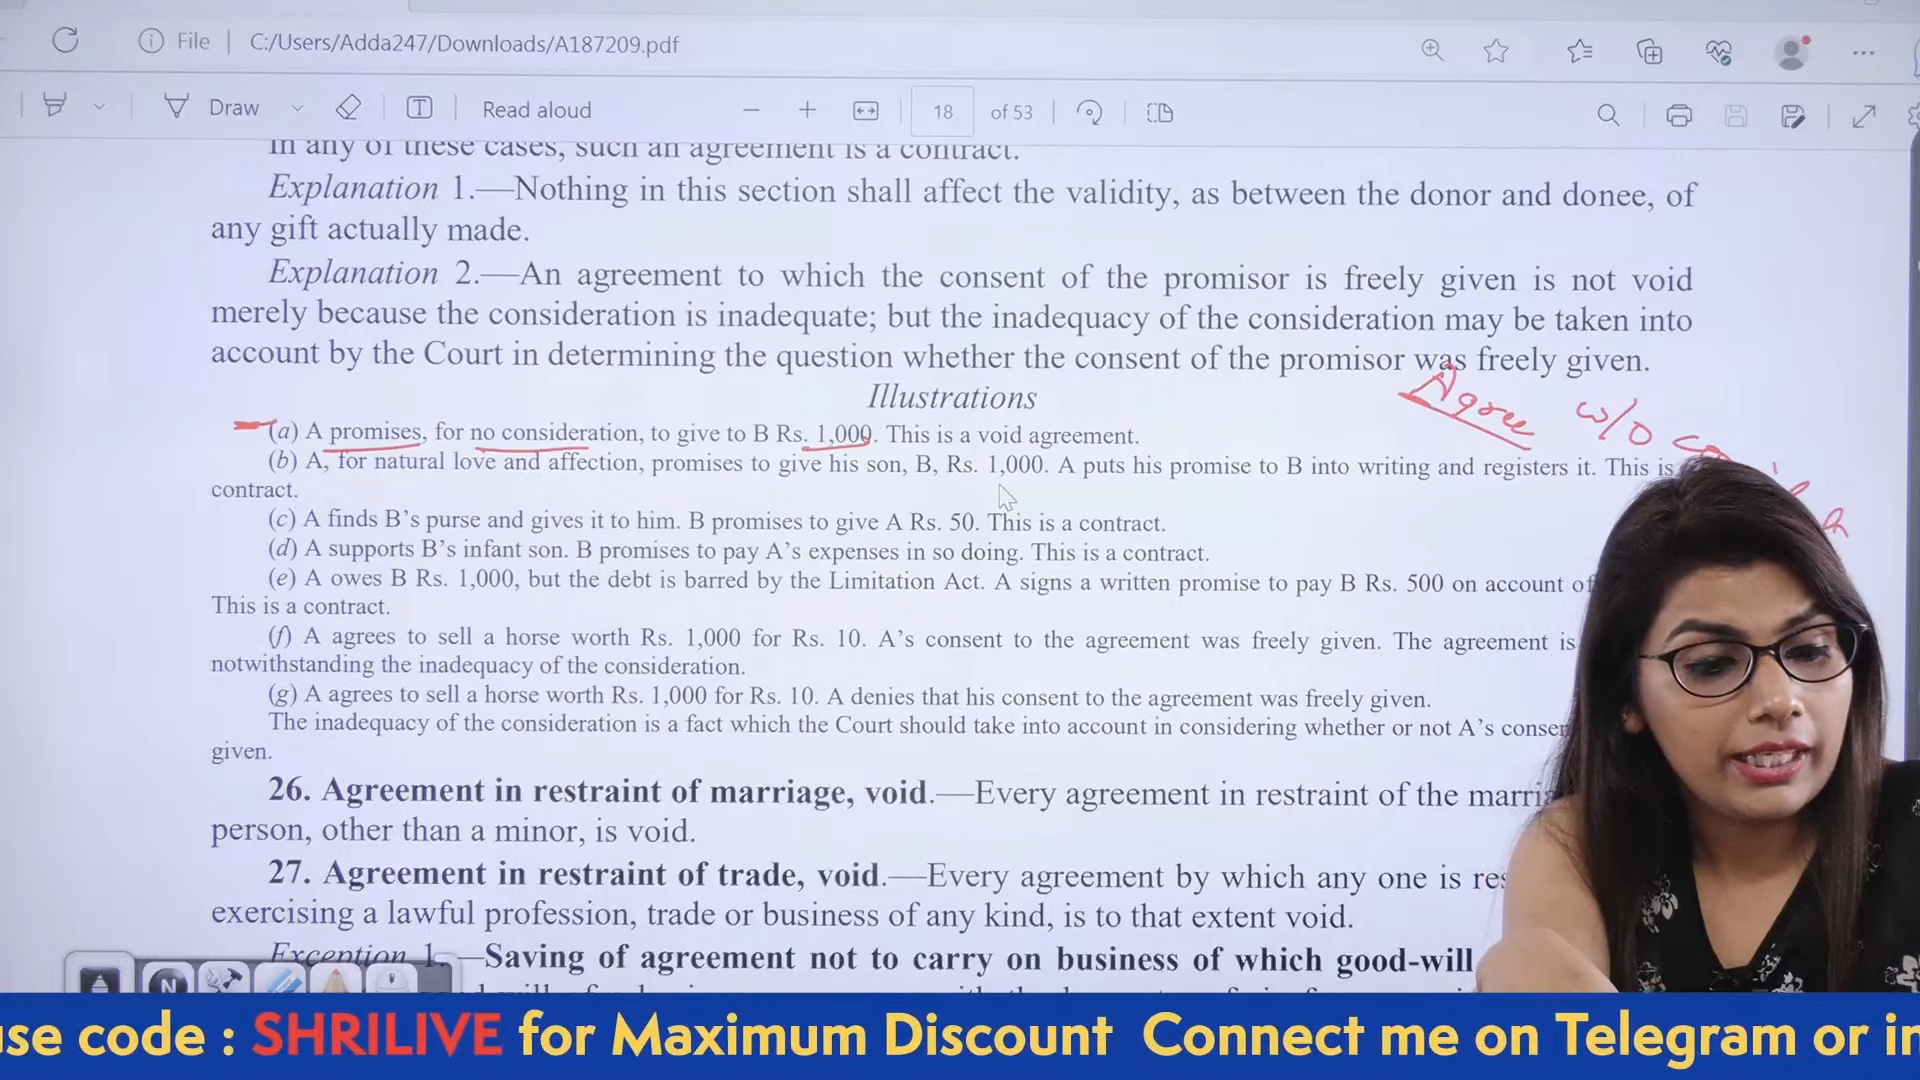 File | C:/Users/Adda247/Downloads/A187209.pdf
Draw Read aloud 18 of 53
in any of these cases, such an agreement is a contract.
Explanation 1.—Nothing in this section shall affect the validity, as between the donor and donee, of
any gift actually made.
Explanation 2.—An agreement to which the consent of the promisor is freely given is not void
merely because the consideration is inadequate; but the inadequacy of the consideration may be taken into
account by the Court in determining the question whether the consent of the promisor was freely given.
Illustrations
Agree w/o
(a) A promises, for no consideration, to give to B Rs. 1,000. This is a void agreement.
(b) A, for natural love and affection, promises to give his son, B, Rs. 1,000. A puts his promise to B into writing and registers it. This is
contract.
(c) A finds B’s purse and gives it to him. B promises to give A Rs. 50. This is a contract.
(d) A supports B’s infant son. B promises to pay A’s expenses in so doing. This is a contract.
(e) A owes B Rs. 1,000, but the debt is barred by the Limitation Act. A signs a written promise to pay B Rs. 500 on account of
This is a contract.
(f) A agrees to sell a horse worth Rs. 1,000 for Rs. 10. A’s consent to the agreement was freely given. The agreement is
notwithstanding the inadequacy of the consideration.
(g) A agrees to sell a horse worth Rs. 1,000 for Rs. 10. A denies that his consent to the agreement was freely given.
The inadequacy of the consideration is a fact which the Court should take into account in considering whether or not A’s consen
given.
26. Agreement in restraint of marriage, void.—Every agreement in restraint of the marri
person, other than a minor, is void.
27. Agreement in restraint of trade, void.—Every agreement by which any one is res
exercising a lawful profession, trade or business of any kind, is to that extent void.
Exception 1.—Saving of agreement not to carry on business of which good-will
use code : SHRILIVE for Maximum Discount Connect me on Telegram or in